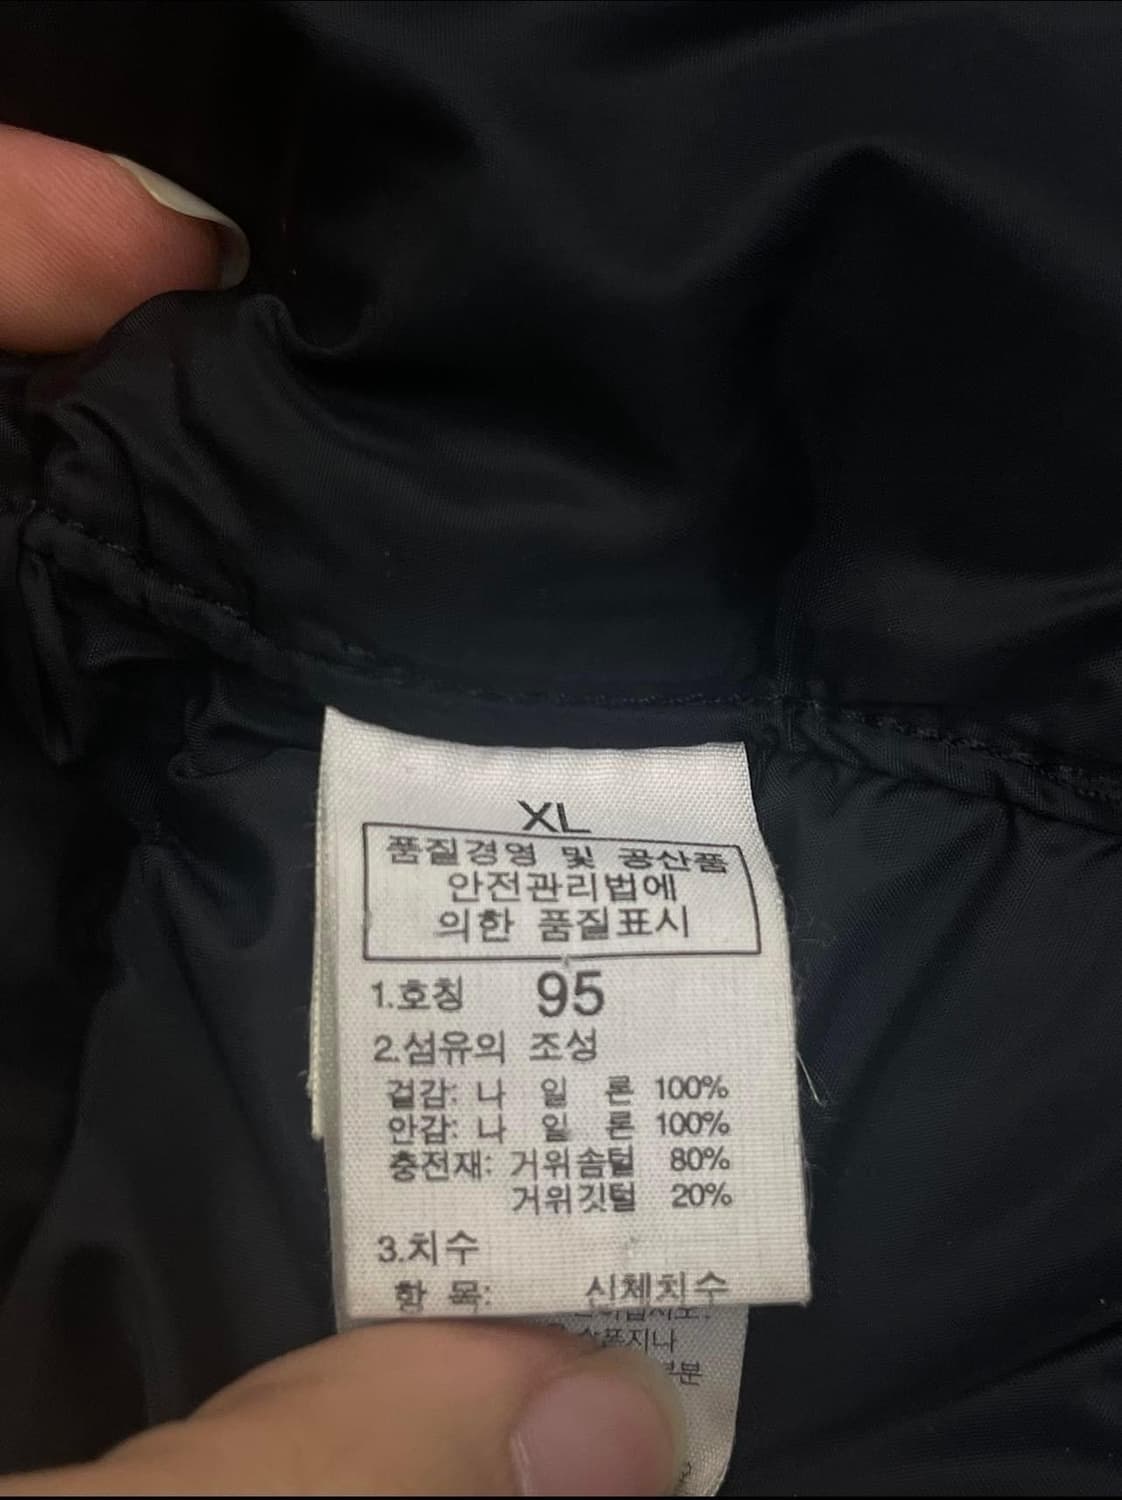 XL
품질경영 및 공산품
안전관리법에
의한 품질표시
1.호칭 95
2.섬유의 조성
겉감: 나 일 론 100%
안감: 나 일 론 100%
충전재: 거위솜털 80%
거위깃털 20%
3.치수
항 목: 신체치수
부분